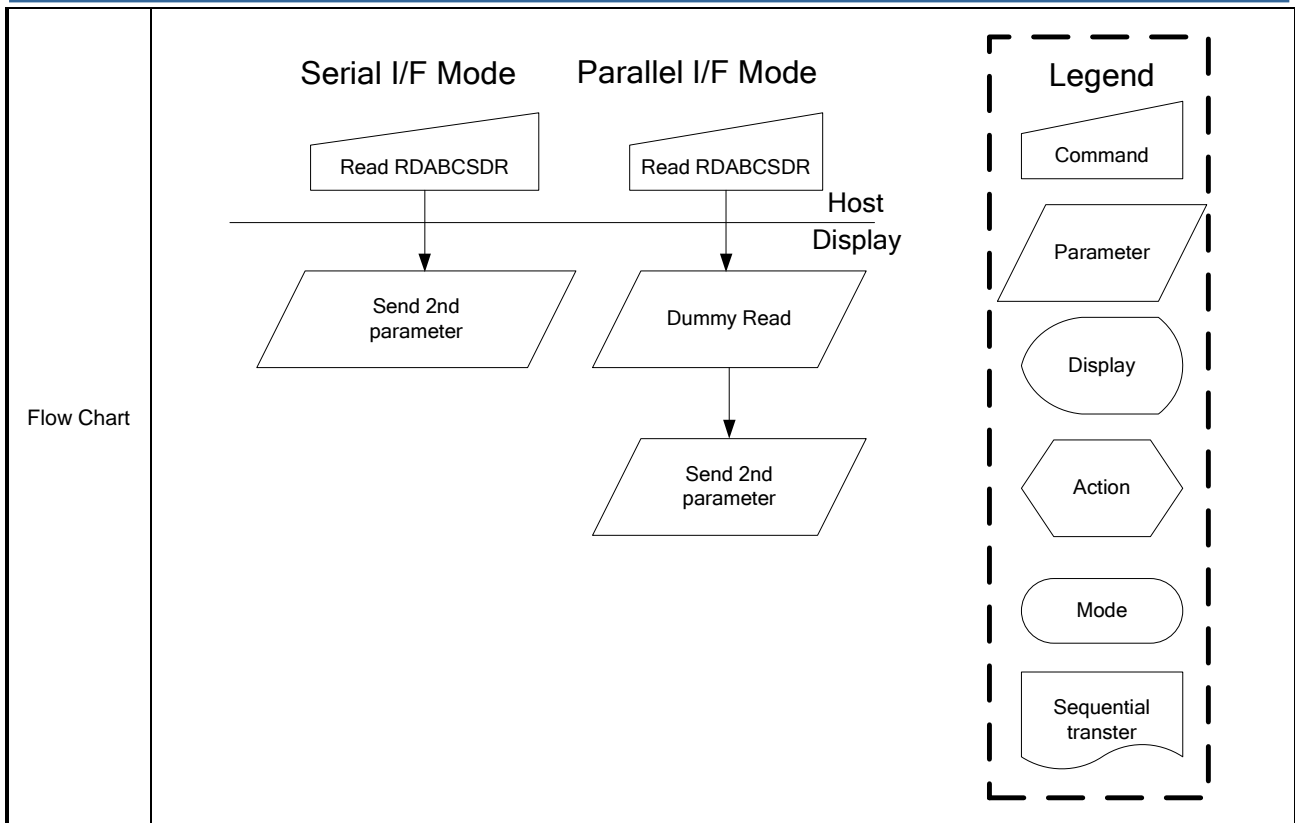 Flow Chart
Serial I/F Mode
Parallel I/F Mode
Read RDABCSDR
Read RDABCSDR
Host
Display
Send 2nd
parameter
Dummy Read
Send 2nd
parameter
Legend
Command
Parameter
Display
Action
Mode
Sequential
transter